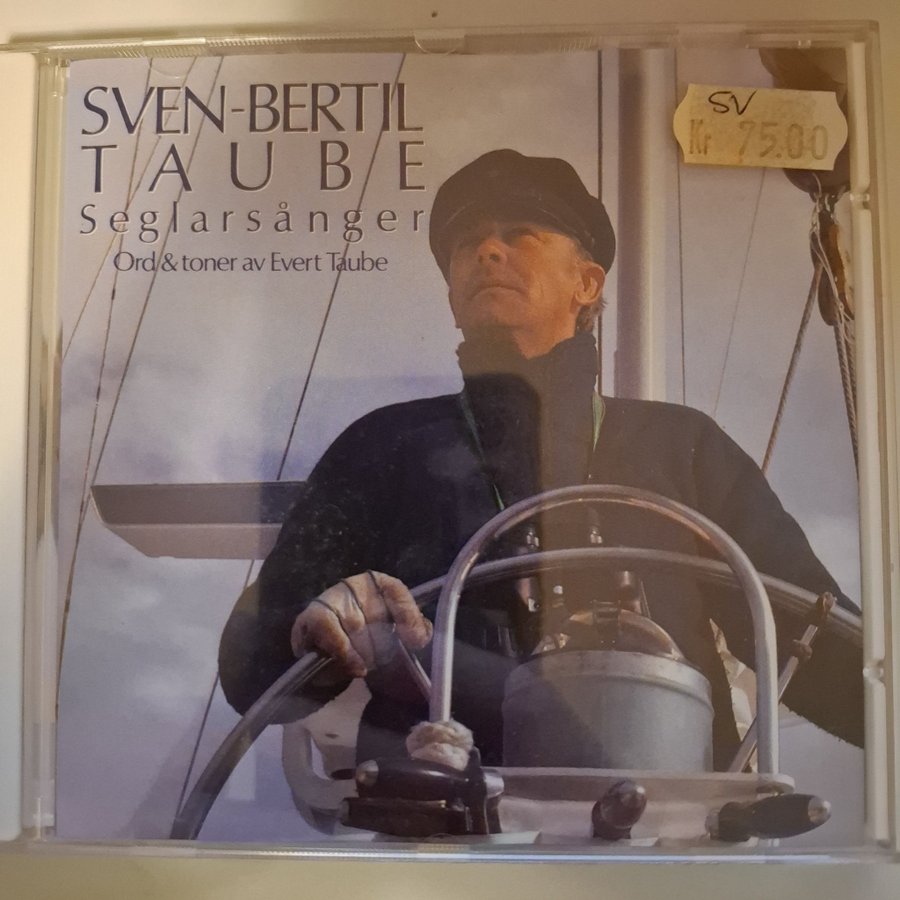 SVEN-BERTIL
TAUBE
Seglarsånger
Ord & toner av Evert Taube
SV
Kr 75.00